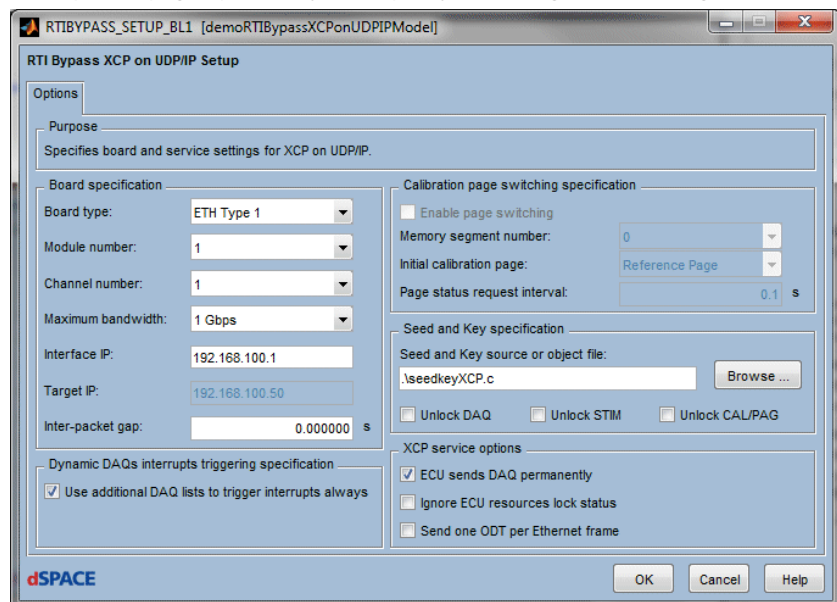 RTIBYPASS_SETUP_BL1 [demoRTIBypassXCPonUDPIPModel]
RTI Bypass XCP on UDP/IP Setup
Options
Purpose
Specifies board and service settings for XCP on UDP/IP.
Board specification
Board type: ETH Type 1
Module number: 1
Channel number: 1
Maximum bandwidth: 1 Gbps
Interface IP: 192.168.100.1
Target IP: 192.168.100.50
Inter-packet gap: 0.000000 s
Dynamic DAQs interrupts triggering specification
Use additional DAQ lists to trigger interrupts always
Calibration page switching specification
Enable page switching
Memory segment number: 0
Initial calibration page: Reference Page
Page status request interval: 0.1 s
Seed and Key specification
Seed and Key source or object file:
.\seedkeyXCP.c Browse ...
Unlock DAQ Unlock STIM Unlock CAL/PAG
XCP service options
ECU sends DAQ permanently
Ignore ECU resources lock status
Send one ODT per Ethernet frame
dSPACE OK Cancel Help